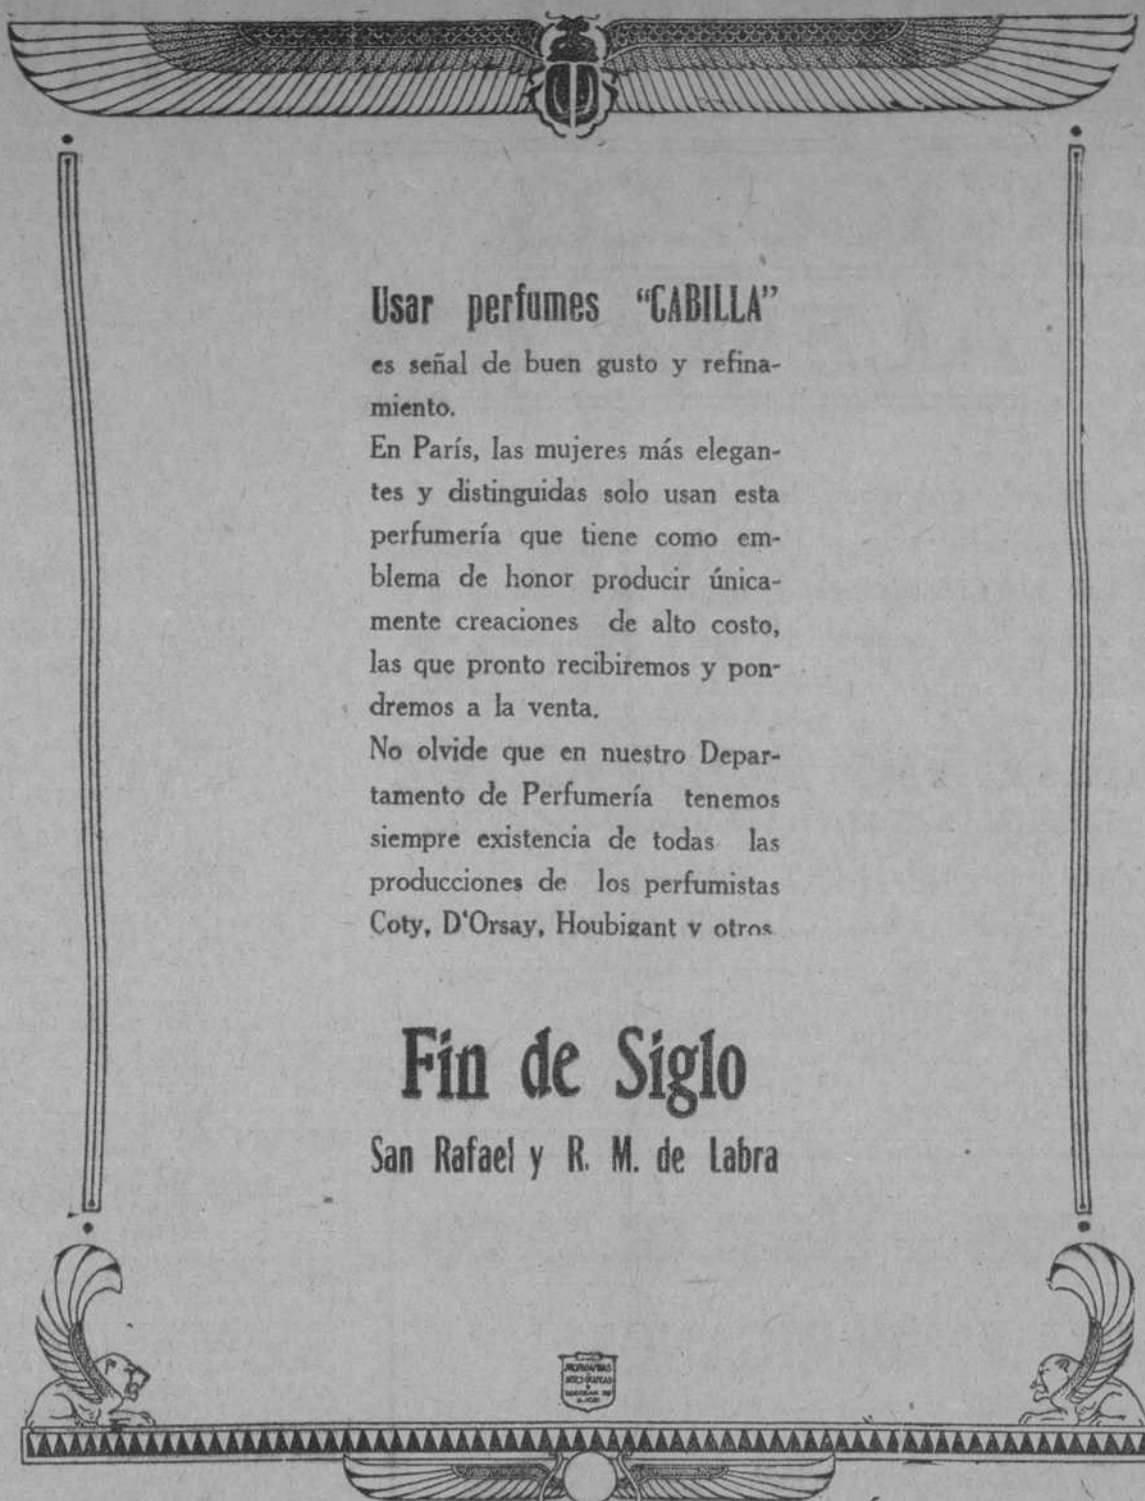 Usar perfumes "CABILLA"
es señal de buen gusto y refina-
miento.
En París, las mujeres más elegan-
tes y distinguidas solo usan esta
perfumería que tiene como em-
blema de honor producir única-
mente creaciones de alto costo,
las que pronto recibiremos y pon-
dremos a la venta.
No olvide que en nuestro Depar-
tamento de Perfumería tenemos
siempre existencia de todas las
producciones de los perfumistas
Coty, D'Orsay, Houbigant y otros
Fin de Siglo
San Rafael y R. M. de Labra